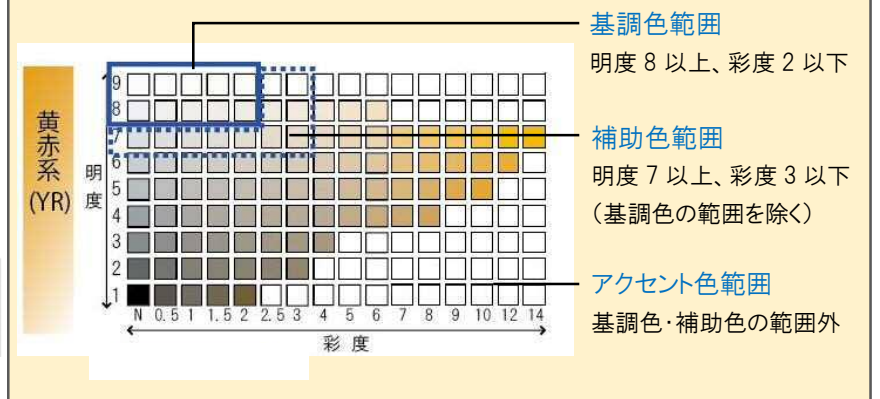 基調色範囲
明度 8 以上、彩度 2 以下
補助色範囲
明度 7 以上、彩度 3 以下
（基調色の範囲を除く）
アクセント色範囲
基調色・補助色の範囲外
黄赤系
(YR)
明度
9
8
7
6
5
4
3
2
1
N 0.5 1 1.5 2 2.5 3 4 5 6 7 8 9 10 12 14
彩 度